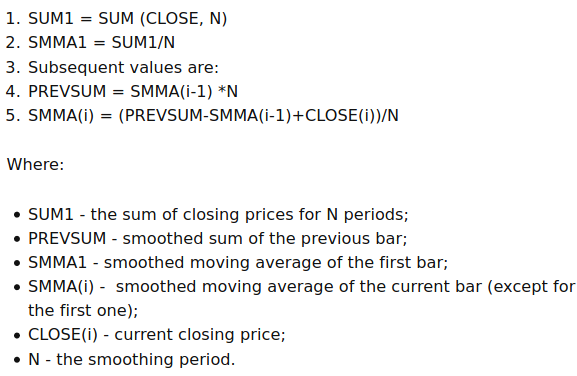 1. SUM1 = SUM (CLOSE, N)
2. SMMA1 = SUM1/N
3. Subsequent values are:
4. PREVSUM = SMMA(i-1) *N
5. SMMA(i) = (PREVSUM-SMMA(i-1)+CLOSE(i))/N
Where:
• SUM1 - the sum of closing prices for N periods;
• PREVSUM - smoothed sum of the previous bar;
• SMMA1 - smoothed moving average of the first bar;
• SMMA(i) -  smoothed moving average of the current bar (except for
the first one);
• CLOSE(i) - current closing price;
• N - the smoothing period.